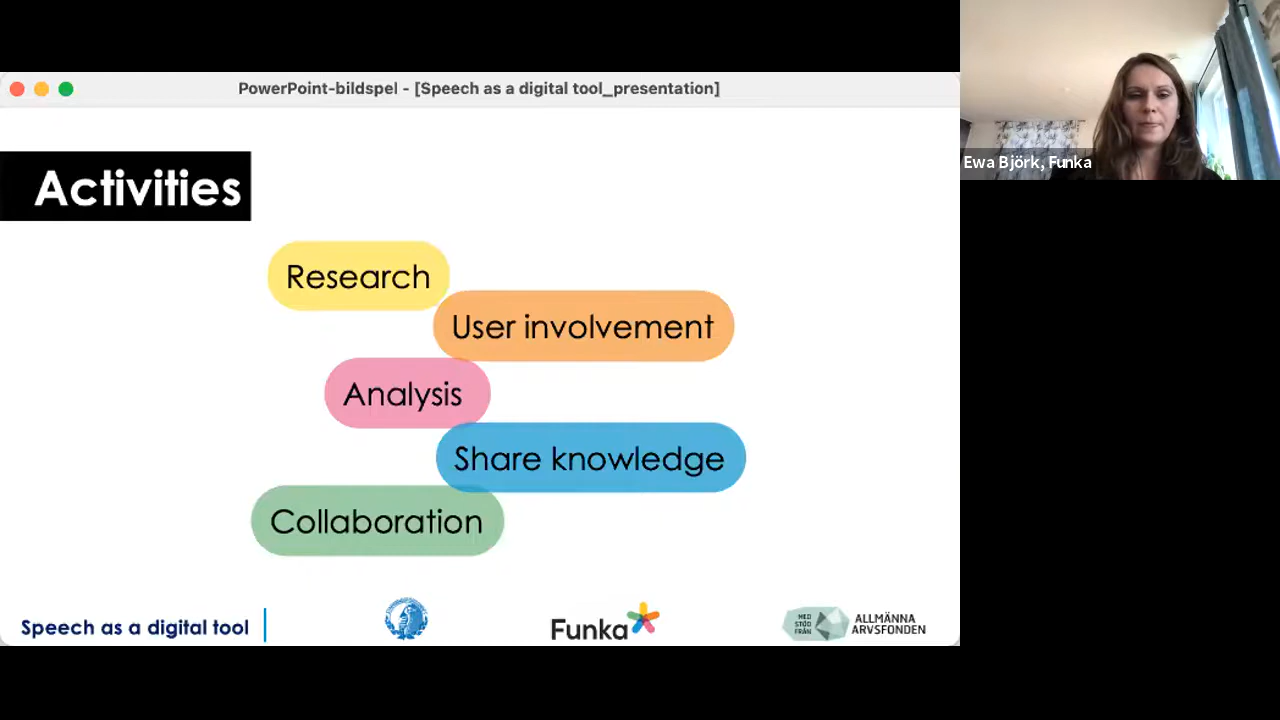 PowerPoint-bildspel - [Speech as a digital tool_presentation]
Ewa Björk, Funka
Activities
Research
User involvement
Analysis
Share knowledge
Collaboration
Speech as a digital tool
Funka
MED
STÖD
FRÅN
ALLMÄNNA
ARVSFONDEN